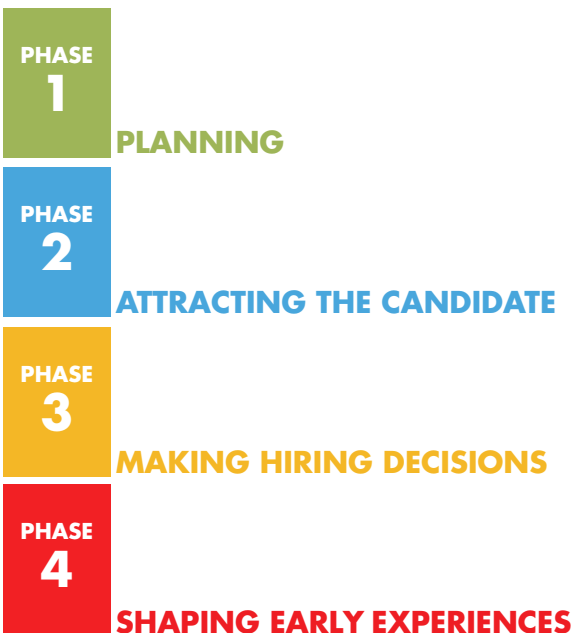 PHASE
1
PLANNING
PHASE
2
ATTRACTING THE CANDIDATE
PHASE
3
MAKING HIRING DECISIONS
PHASE
4
SHAPING EARLY EXPERIENCES